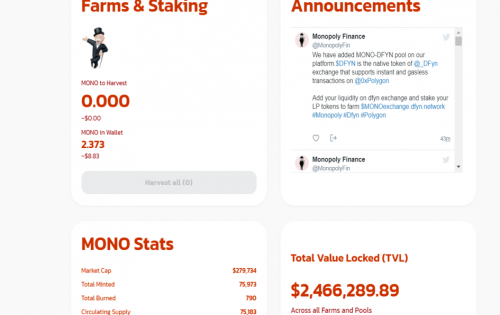 Farms & Staking
MONO to Harvest
0.000
~$0.00
MONO in Wallet
2.373
~$8.83
Harvest all (0)
Announcements
Monopoly Finance
@MonopolyFin
We have added MONO-DFYN pool on our
platform $DFYN is the native token of @_DFyn
exchange that supports instant and gasless
transactions on @0xPolygon
Add your liquidity on dfyn exchange and stake your
LP tokens to farm $MONOexchange dfyn network
#Monopoly #Dfyn #Polygon
Monopoly Finance
@MonopolyFin
MONO Stats
Market Cap $279,734
Total Minted 75,973
Total Burned 790
Circulating Supply 75,183
Total Value Locked (TVL)
$2,466,289.89
Across all Farms and Pools